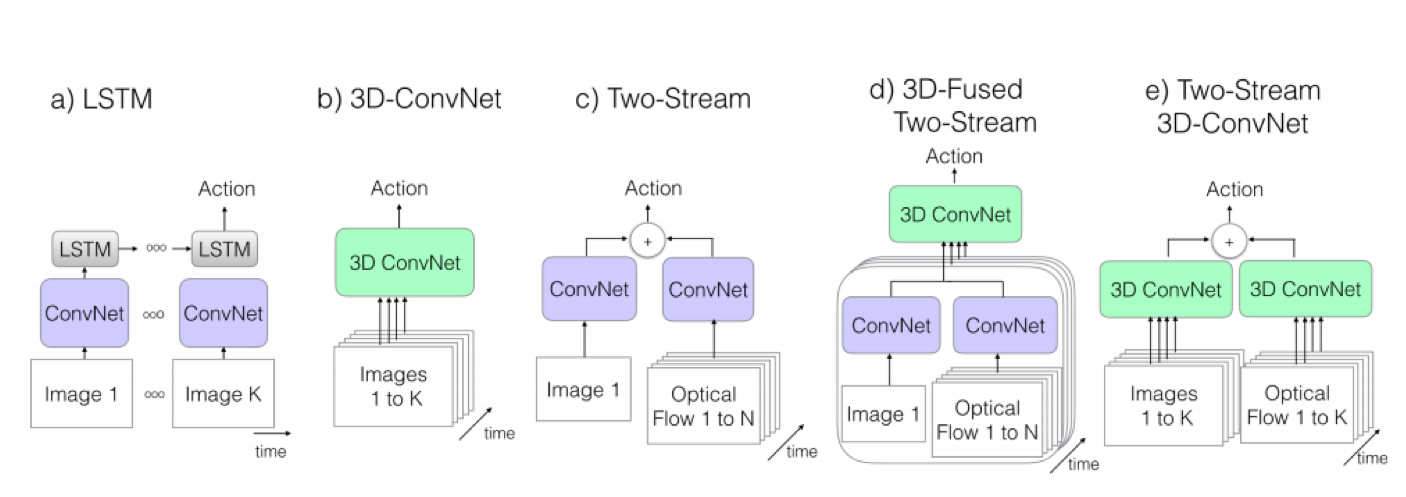 a) LSTM
Action
LSTM
ooo
LSTM
ConvNet
ooo
ConvNet
Image 1
ooo
Image K
time
b) 3D-ConvNet
Action
3D ConvNet
Images
1 to K
time
c) Two-Stream
Action
+
ConvNet
ConvNet
Image 1
Optical
Flow 1 to N
time
d) 3D-Fused
Two-Stream
Action
3D ConvNet
ConvNet
ConvNet
Image 1
Optical
Flow 1 to N
time
e) Two-Stream
3D-ConvNet
Action
+
3D ConvNet
3D ConvNet
Images
1 to K
Optical
Flow 1 to K
time